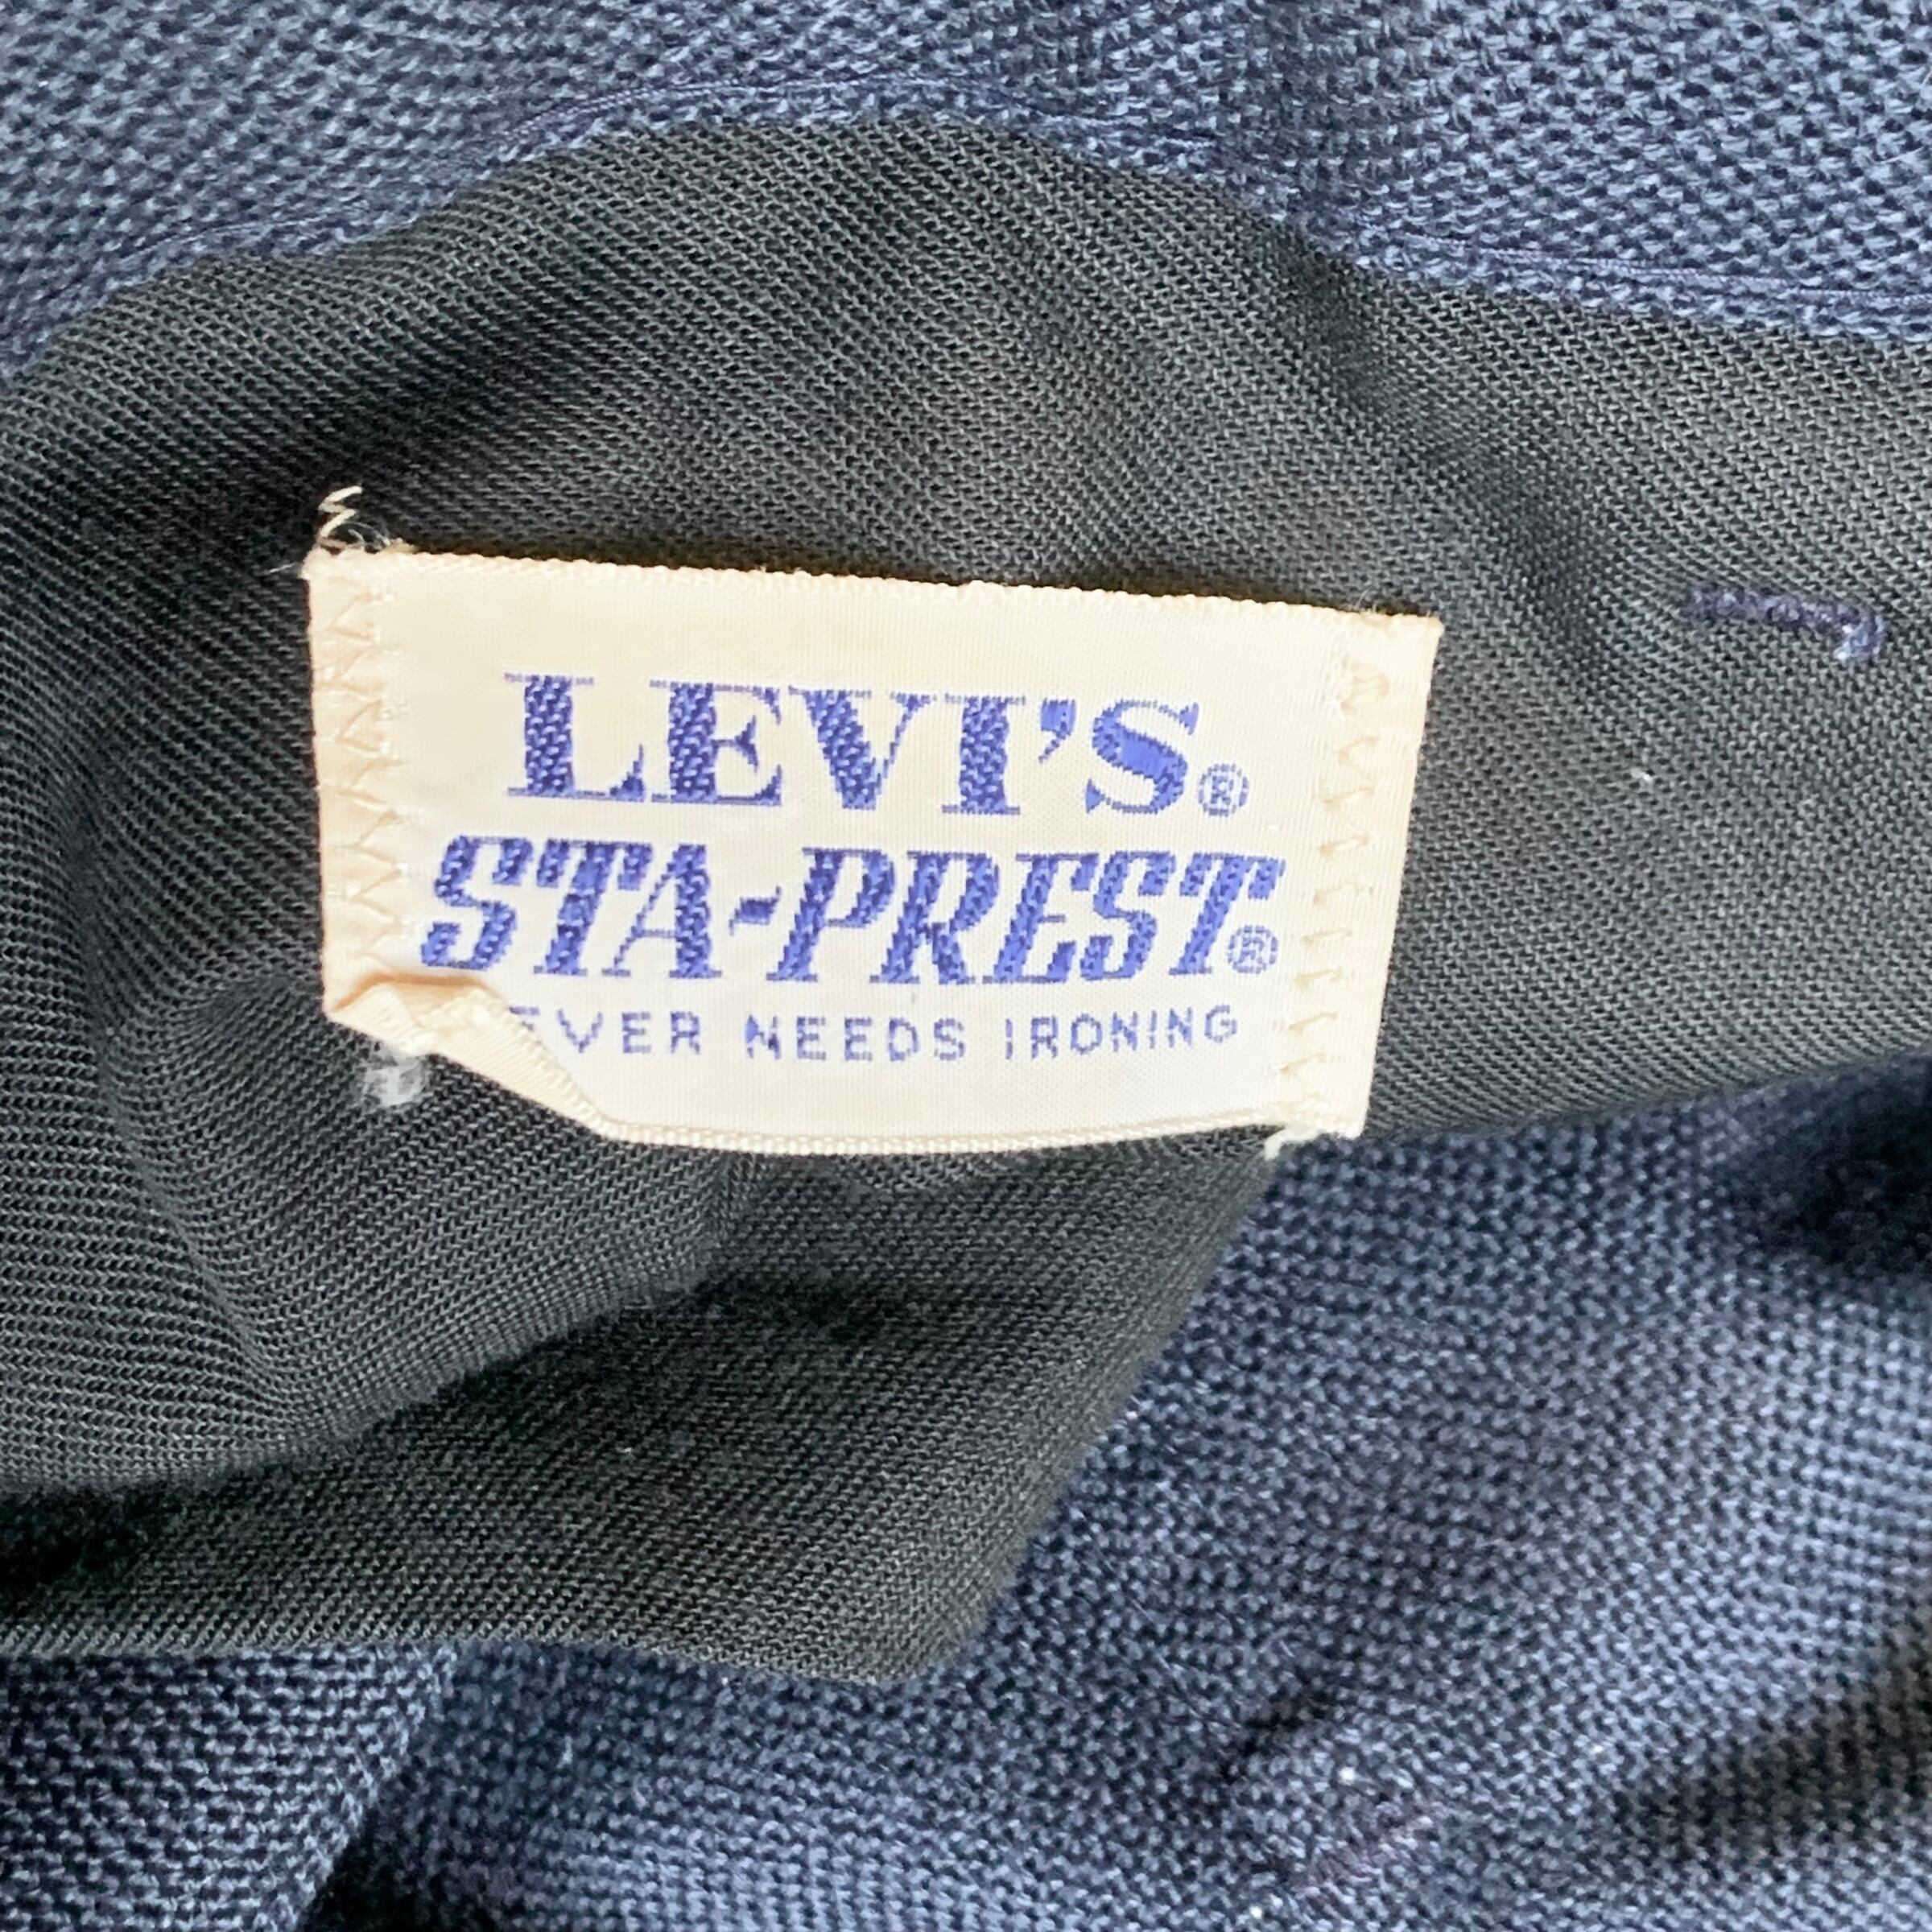 LEVI'S®
STA-PREST®
EVER NEEDS IRONING